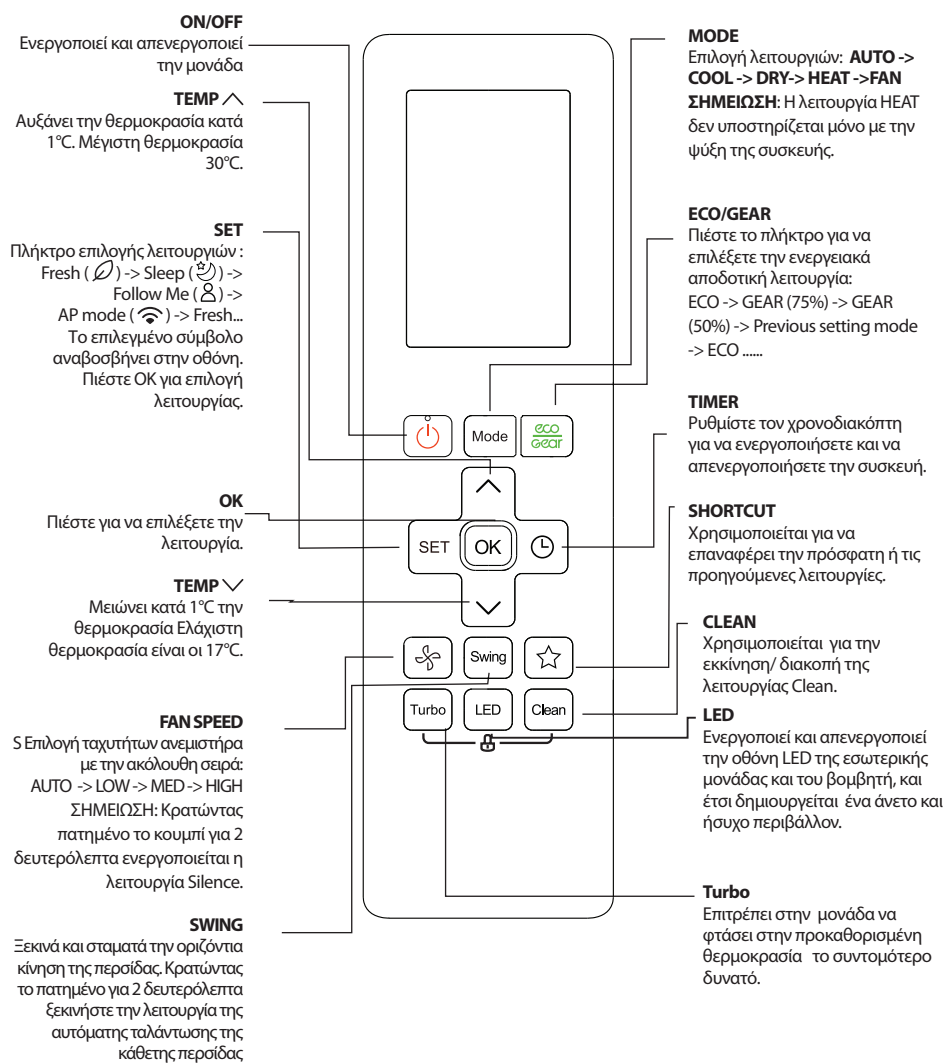 ON/OFF
Ενεργοποιεί και απενεργοποιεί
την μονάδα
TEMP
Αυξάνει την θερμοκρασία κατά
1°C. Μέγιστη θερμοκρασία
30°C.
SET
Πλήκτρο επιλογής λειτουργιών :
Fresh ( ) -> Sleep ( ) ->
Follow Me ( ) ->
AP mode ( ) -> Fresh...
Το επιλεγμένο σύμβολο
αναβοσβήνει στην οθόνη.
Πιέστε OK για επιλογή
λειτουργίας.
OK
Πιέστε για να επιλέξετε την
λειτουργία.
TEMP
Μειώνει κατά 1°C την
θερμοκρασία Ελάχιστη
θερμοκρασία είναι οι 17°C.
FAN SPEED
S Επιλογή ταχυτήτων ανεμιστήρα
με την ακόλουθη σειρά:
AUTO -> LOW -> MED -> HIGH
ΣΗΜΕΙΩΣΗ: Κρατώντας
πατημένο το κουμπί για 2
δευτερόλεπτα ενεργοποιείται η
λειτουργία Silence.
SWING
Ξεκινά και σταματά την οριζόντια
κίνηση της περσίδας. Κρατώντας
το πατημένο για 2 δευτερόλεπτα
ξεκινήστε την λειτουργία της
αυτόματης ταλάντωσης της
κάθετης περσίδας
Mode
eco
Gear
SET
OK
Swing
Turbo
LED
Clean
MODE
Επιλογή λειτουργιών: AUTO ->
COOL -> DRY-> HEAT ->FAN
ΣΗΜΕΙΩΣΗ: Η λειτουργία HEAT
δεν υποστηρίζεται μόνο με την
ψύξη της συσκευής.
ECO/GEAR
Πιέστε το πλήκτρο για να
επιλέξετε την ενεργειακά
αποδοτική λειτουργία:
ECO -> GEAR (75%) -> GEAR
(50%) -> Previous setting mode
-> ECO ......
TIMER
Ρυθμίστε τον χρονοδιακόπτη
για να ενεργοποιήσετε και να
απενεργοποιήσετε την συσκευή.
SHORTCUT
Χρησιμοποιείται για να
επαναφέρει την πρόσφατη ή τις
προηγούμενες λειτουργίες.
CLEAN
Χρησιμοποιείται για την
εκκίνηση/ διακοπή της
λειτουργίας Clean.
LED
Ενεργοποιεί και απενεργοποιεί
την οθόνη LED της εσωτερικής
μονάδας και του βομβητή, και
έτσι δημιουργείται ένα άνετο και
ήσυχο περιβάλλον.
Turbo
Επιτρέπει στην μονάδα να
φτάσει στην προκαθορισμένη
θερμοκρασία το συντομότερο
δυνατό.